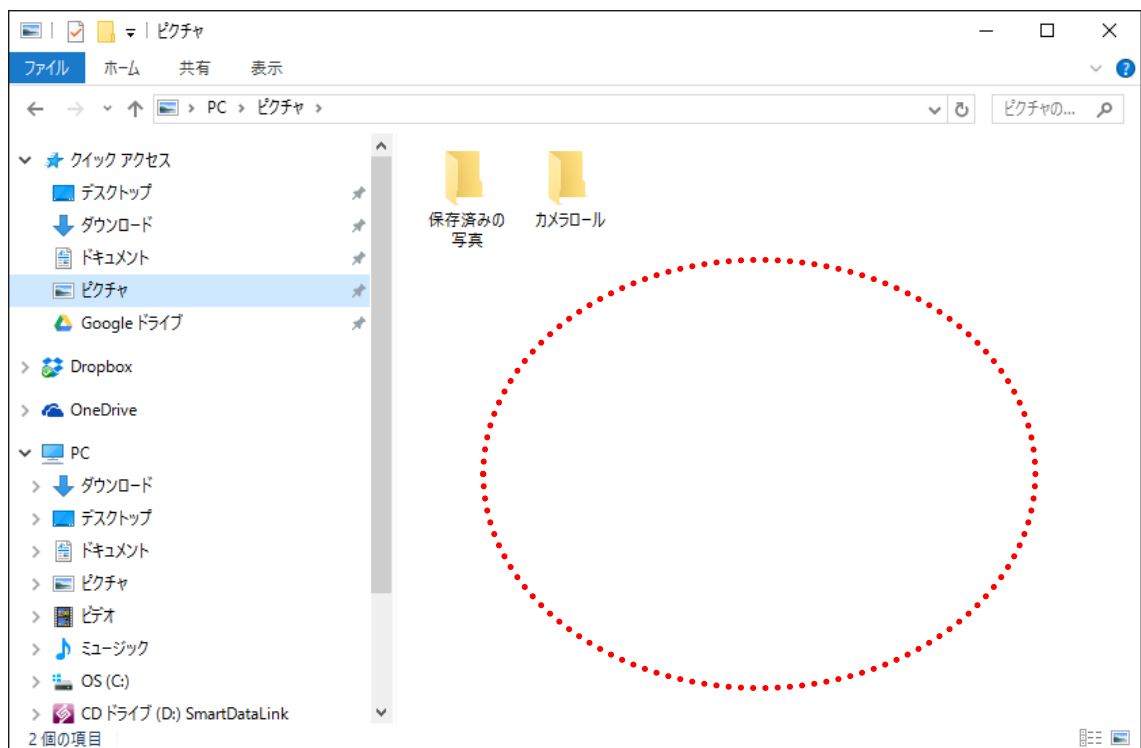 ピクチャ
ファイル ホーム 共有 表示
PC ピクチャ
ピクチャの...
クイック アクセス
デスクトップ
ダウンロード
ドキュメント
ピクチャ
Google ドライブ
Dropbox
OneDrive
PC
ダウンロード
デスクトップ
ドキュメント
ピクチャ
ビデオ
ミュージック
OS (C:)
CD ドライブ (D:) SmartDataLink
保存済みの
写真
カメラロール
2 個の項目